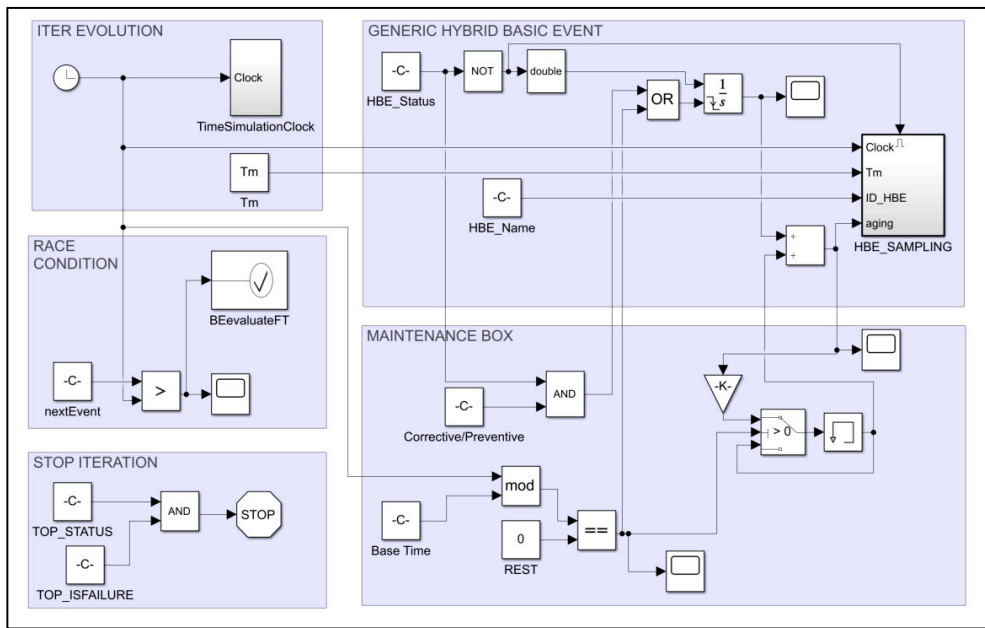 ITER EVOLUTION
Clock
TimeSimulationClock
Tm
Tm
GENERIC HYBRID BASIC EVENT
-C-
HBE_Status
NOT
double
OR
1
s
Clock
Tm
ID_HBE
aging
HBE_SAMPLING
-C-
HBE_Name
+
+
RACE
CONDITION
BEevaluateFT
-C-
nextEvent
>
MAINTENANCE BOX
-K-
-C-
Corrective/Preventive
AND
> 0
mod
-C-
Base Time
0
REST
==
STOP ITERATION
-C-
TOP_STATUS
AND
STOP
-C-
TOP_ISFAILURE